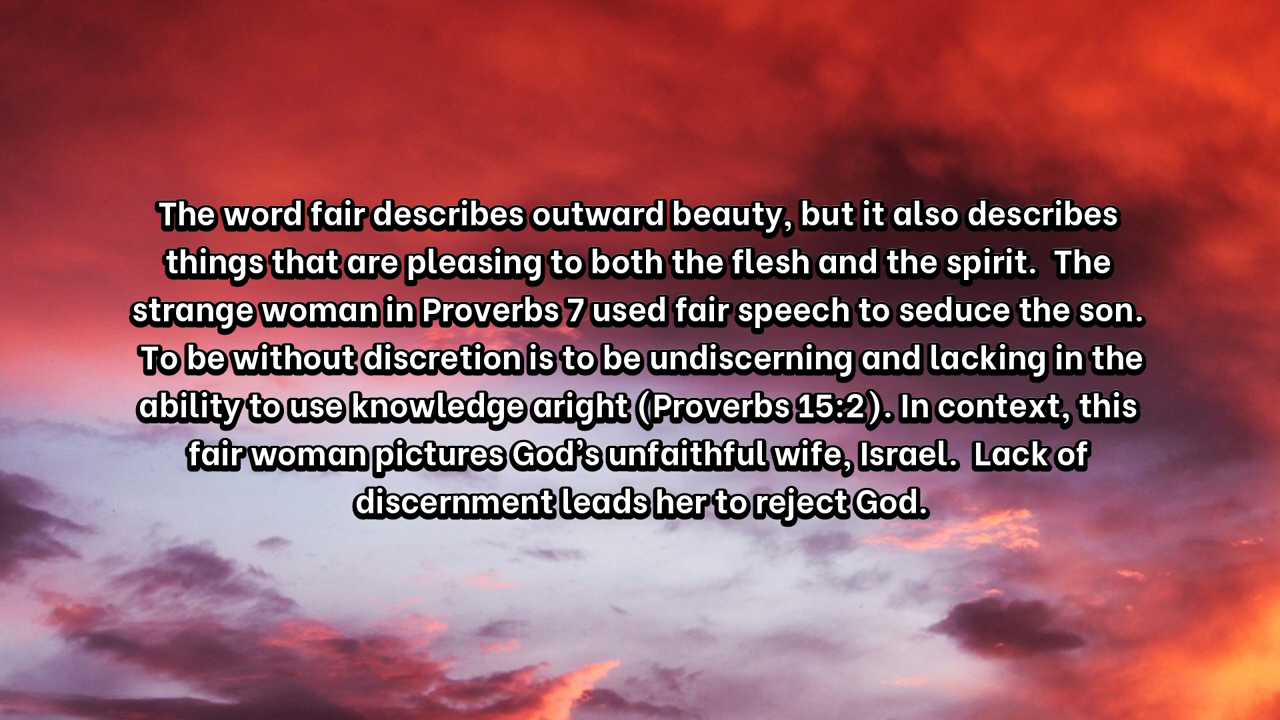 The word fair describes outward beauty, but it also describes
things that are pleasing to both the flesh and the spirit.  The
strange woman in Proverbs 7 used fair speech to seduce the son.
To be without discretion is to be undiscerning and lacking in the
ability to use knowledge aright (Proverbs 15:2). In context, this
fair woman pictures God’s unfaithful wife, Israel.  Lack of
discernment leads her to reject God.